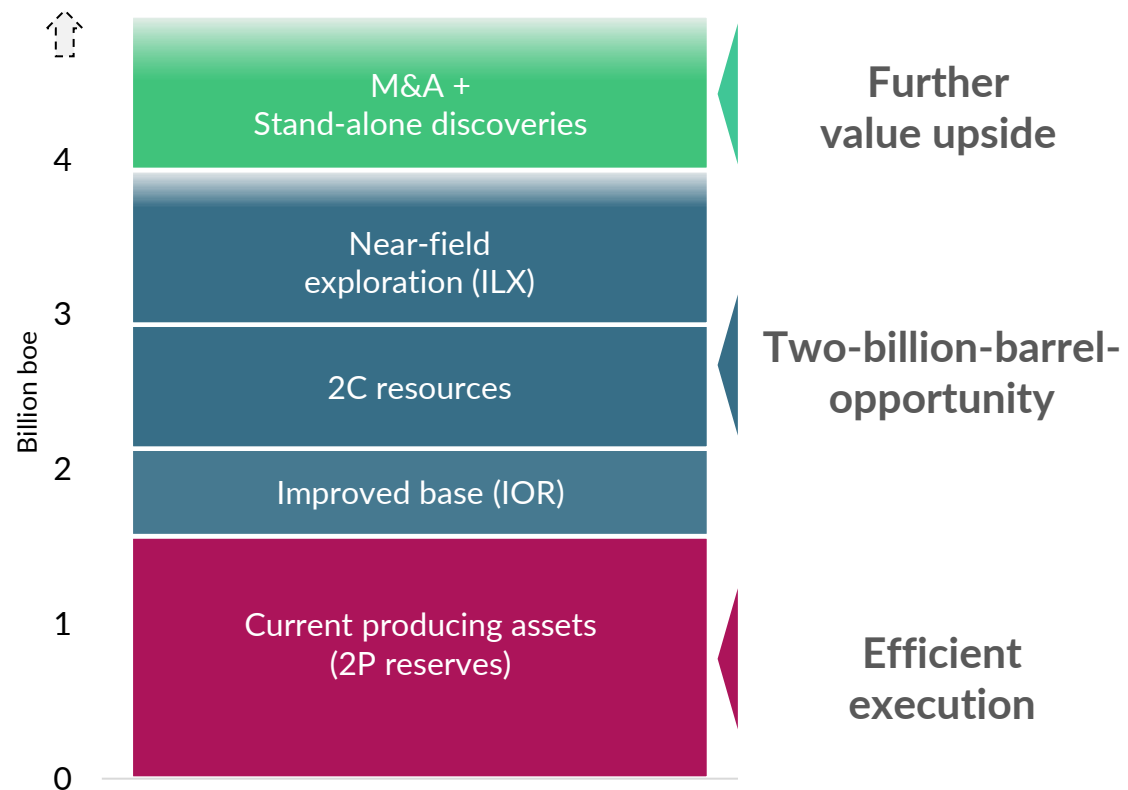 M&A +
Stand-alone discoveries
Further
value upside
4
Near-field
exploration (ILX)
3
Billion boe
Two-billion-barrel-
opportunity
2C resources
2
Improved base (IOR)
1
Current producing assets
(2P reserves)
Efficient
execution
0